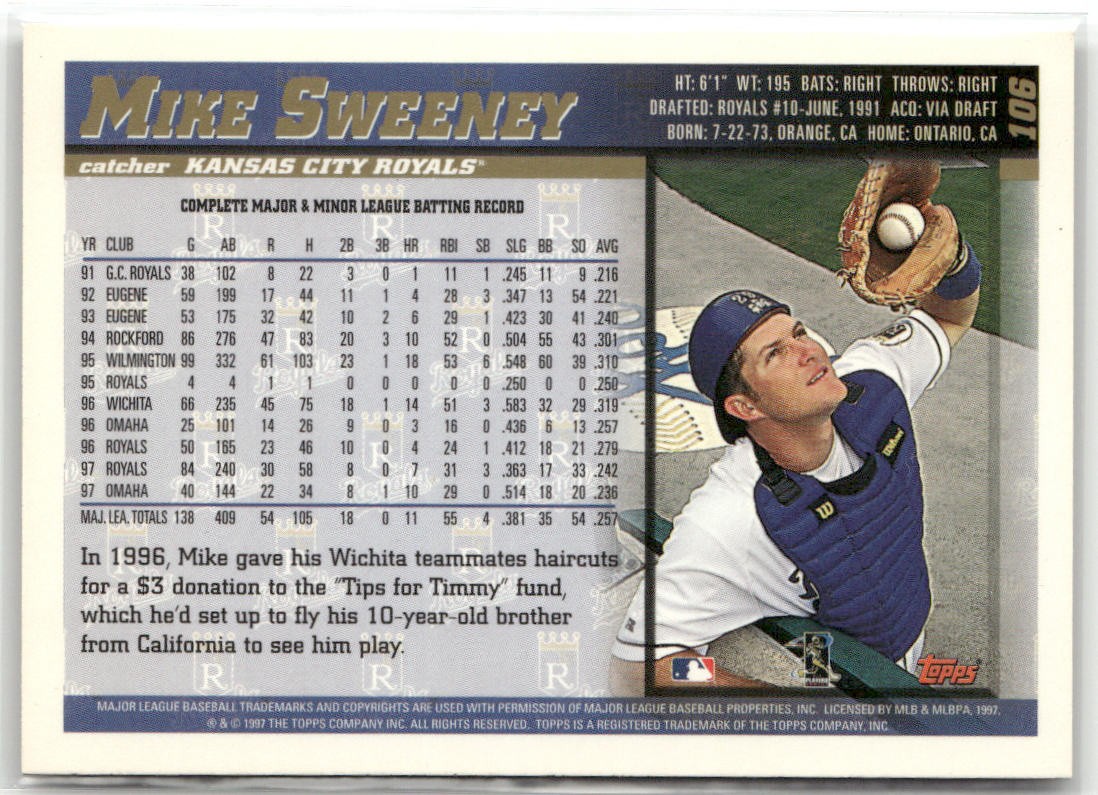 MIKE SWEENEY
HT: 6'1" WT: 195 BATS: RIGHT THROWS: RIGHT
DRAFTED: ROYALS #10-JUNE, 1991 ACQ: VIA DRAFT
BORN: 7-22-73, ORANGE, CA HOME: ONTARIO, CA
106
catcher KANSAS CITY ROYALS
COMPLETE MAJOR & MINOR LEAGUE BATTING RECORD
YR CLUB G AB R H 2B 3B HR RBI SB SLG BB SO AVG
91 G.C. ROYALS 38 102 8 22 3 0 1 11 1 .245 11 9 .216
92 EUGENE 59 199 17 44 11 1 4 28 3 .347 13 54 .221
93 EUGENE 53 175 32 42 10 2 6 29 1 .423 30 41 .240
94 ROCKFORD 86 276 47 83 20 3 10 52 0 .504 55 43 .301
95 WILMINGTON 99 332 61 103 23 1 18 53 6 .548 60 39 .310
95 ROYALS 4 4 1 1 0 0 0 0 0 .250 0 0 .250
96 WICHITA 66 235 45 75 18 1 14 51 3 .583 32 29 .319
96 OMAHA 25 101 14 26 9 0 3 16 0 .436 6 13 .257
96 ROYALS 50 165 23 46 10 0 4 24 1 .412 18 21 .279
97 ROYALS 84 240 30 58 8 0 7 31 3 .363 17 33 .242
97 OMAHA 40 144 22 34 8 1 10 29 0 .514 18 20 .236
MAJ. LEA. TOTALS 138 409 54 105 18 0 11 55 4 .381 35 54 .257
In 1996, Mike gave his Wichita teammates haircuts
for a $3 donation to the "Tips for Timmy" fund,
which he'd set up to fly his 10-year-old brother
from California to see him play.
Wilson
W
TOPPS
MAJOR LEAGUE BASEBALL TRADEMARKS AND COPYRIGHTS ARE USED WITH PERMISSION OF MAJOR LEAGUE BASEBALL PROPERTIES, INC. LICENSED BY MLB & MLBPA, 1997.
® & © 1997 THE TOPPS COMPANY INC. ALL RIGHTS RESERVED. TOPPS IS A REGISTERED TRADEMARK OF THE TOPPS COMPANY, INC.